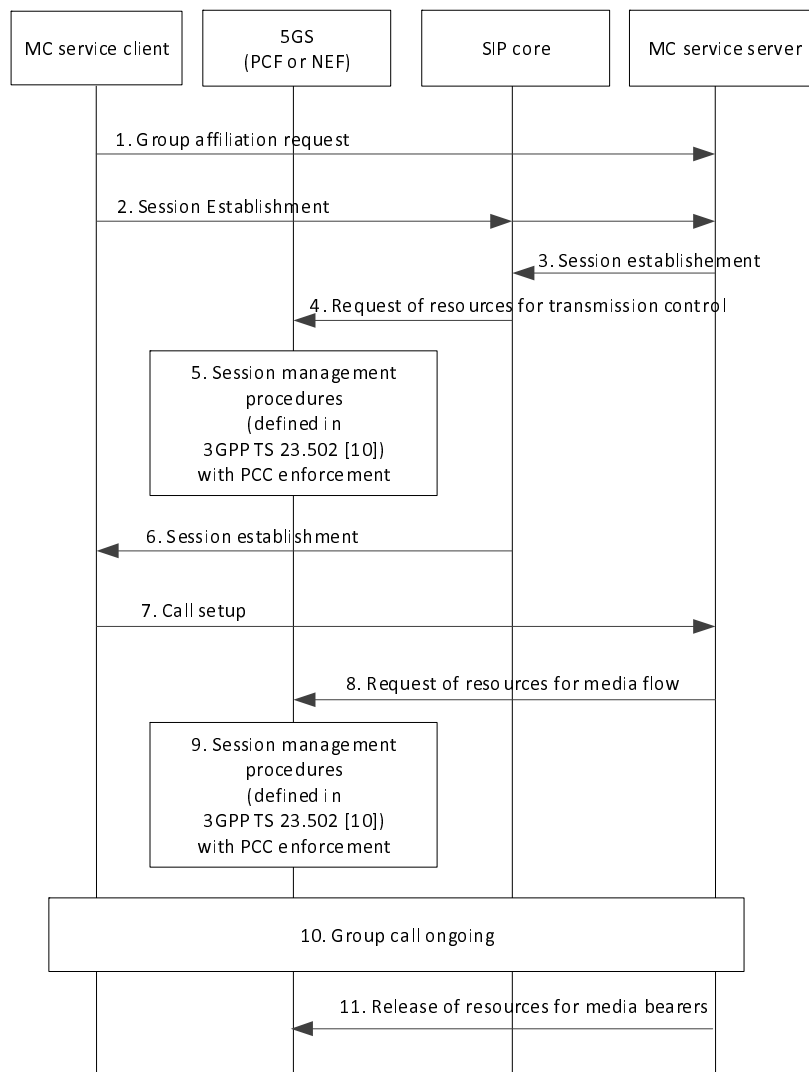 MC service client
5GS
(PCF or NEF)
SIP core
MC service server
1. Group affiliation request
2. Session Establishment
3. Session establishement
4. Request of resources for transmission control
5. Session management
procedures
(defined in
3GPP TS 23.502 [10])
with PCC enforcement
6. Session establishment
7. Call setup
8. Request of resources for media flow
9. Session management
procedures
(defined in
3GPP TS 23.502 [10])
with PCC enforcement
10. Group call ongoing
11. Release of resources for media bearers